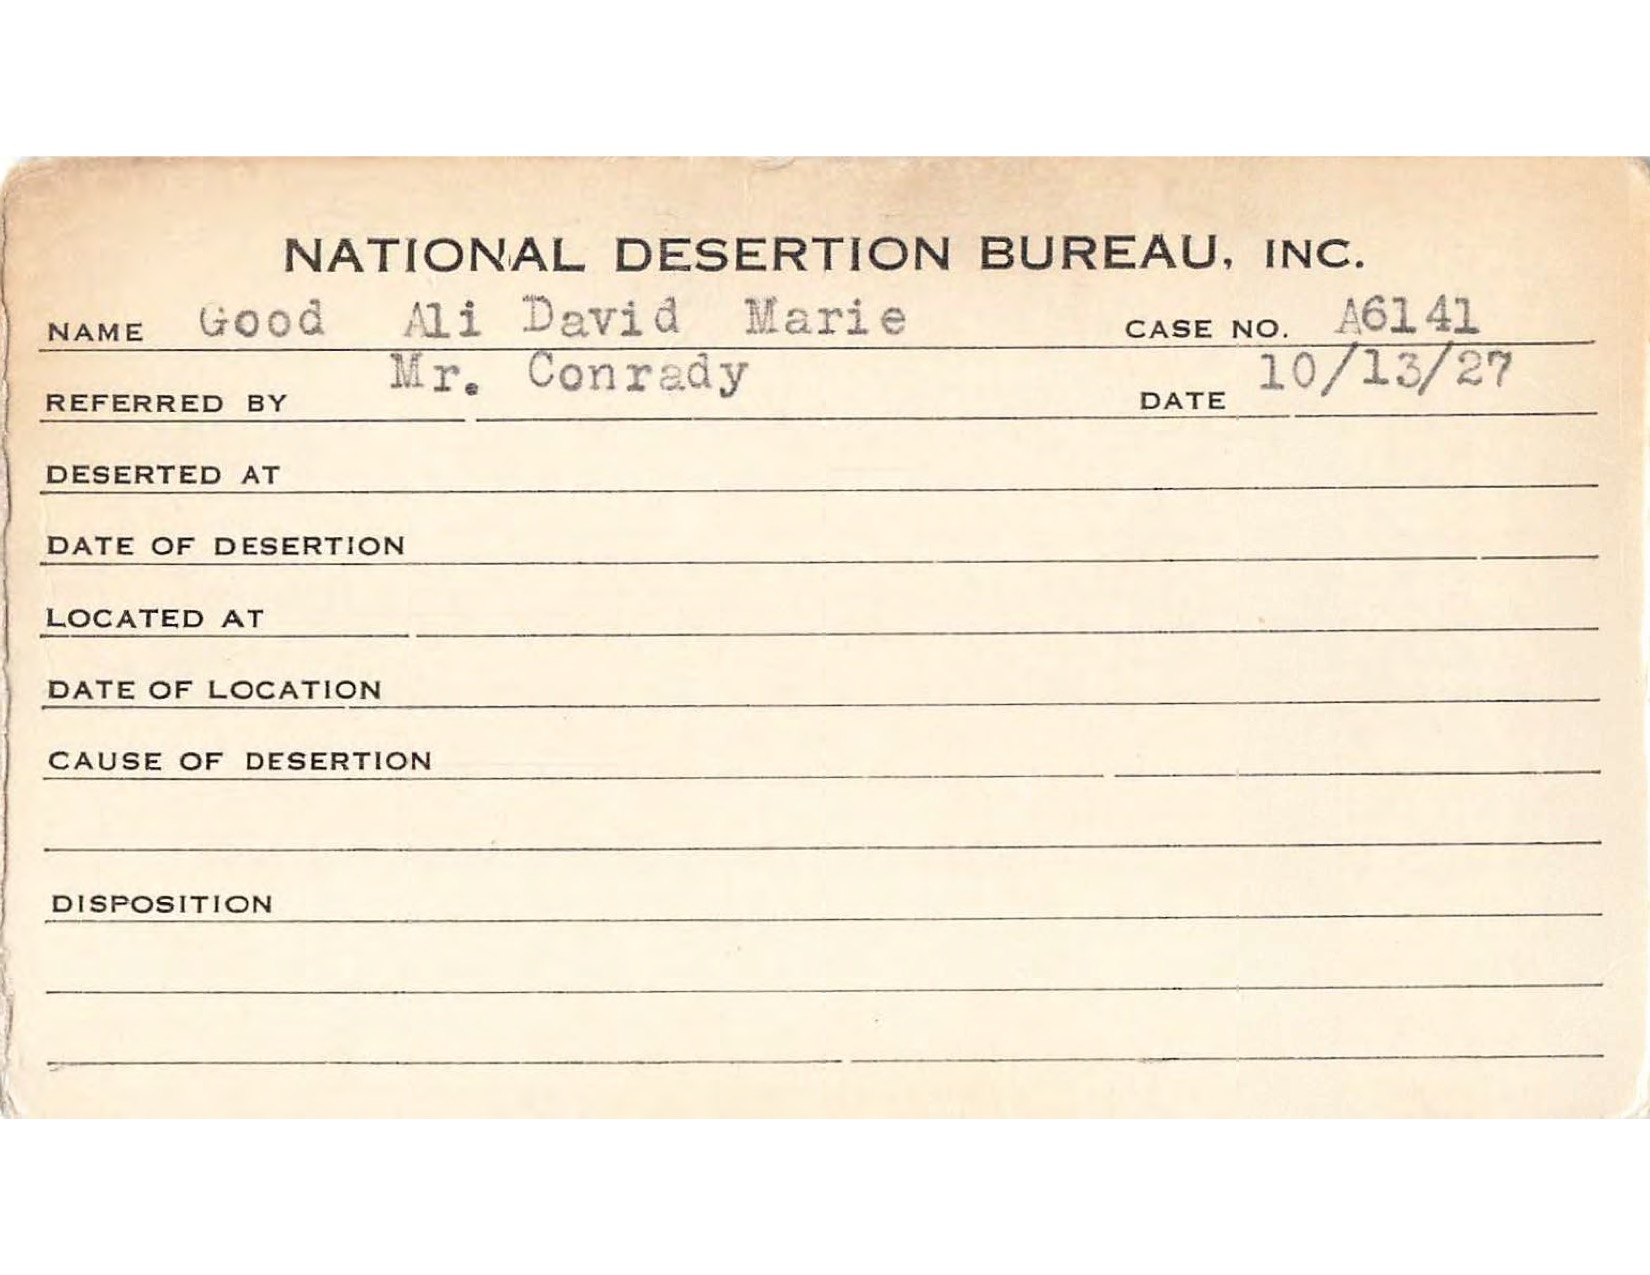 NATIONAL DESERTION BUREAU, INC.
NAME Good Ali David Marie CASE NO. A6141
REFERRED BY Mr. Conrady DATE 10/13/27
DESERTED AT
DATE OF DESERTION
LOCATED AT
DATE OF LOCATION
CAUSE OF DESERTION
DISPOSITION